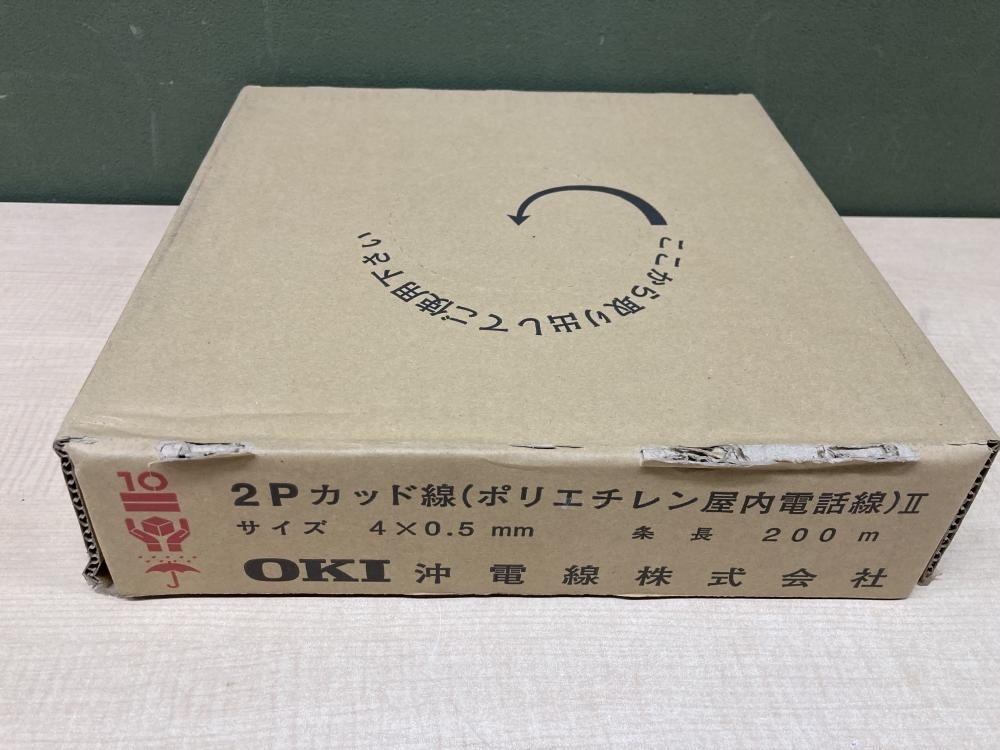 ここから取り出してご使用下さい
10
2Pカッド線(ポリエチレン屋内電話線)Ⅱ
サイズ 4×0.5 mm 条長 200 m
OKI 沖電線株式会社